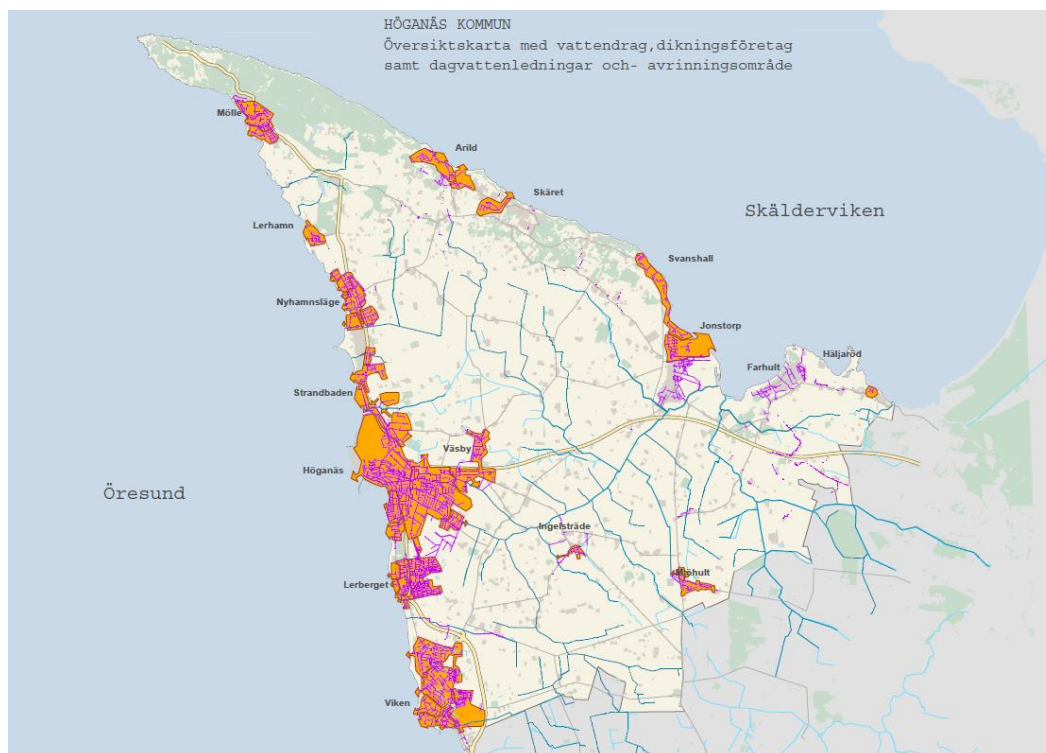 HÖGANÄS KOMMUN
Översiktskarta med vattendrag,dikningsföretag
samt dagvattenledningar och- avrinningsområde
Mölle
Arild
Skäret
Skälderviken
Lerhamn
Svanshall
Nyhamnsläge
Jonstorp
Häljaröd
Farhult
Strandbaden
Väsby
Höganäs
Öresund
Ingelsträde
Mjöhult
Lerberget
Viken